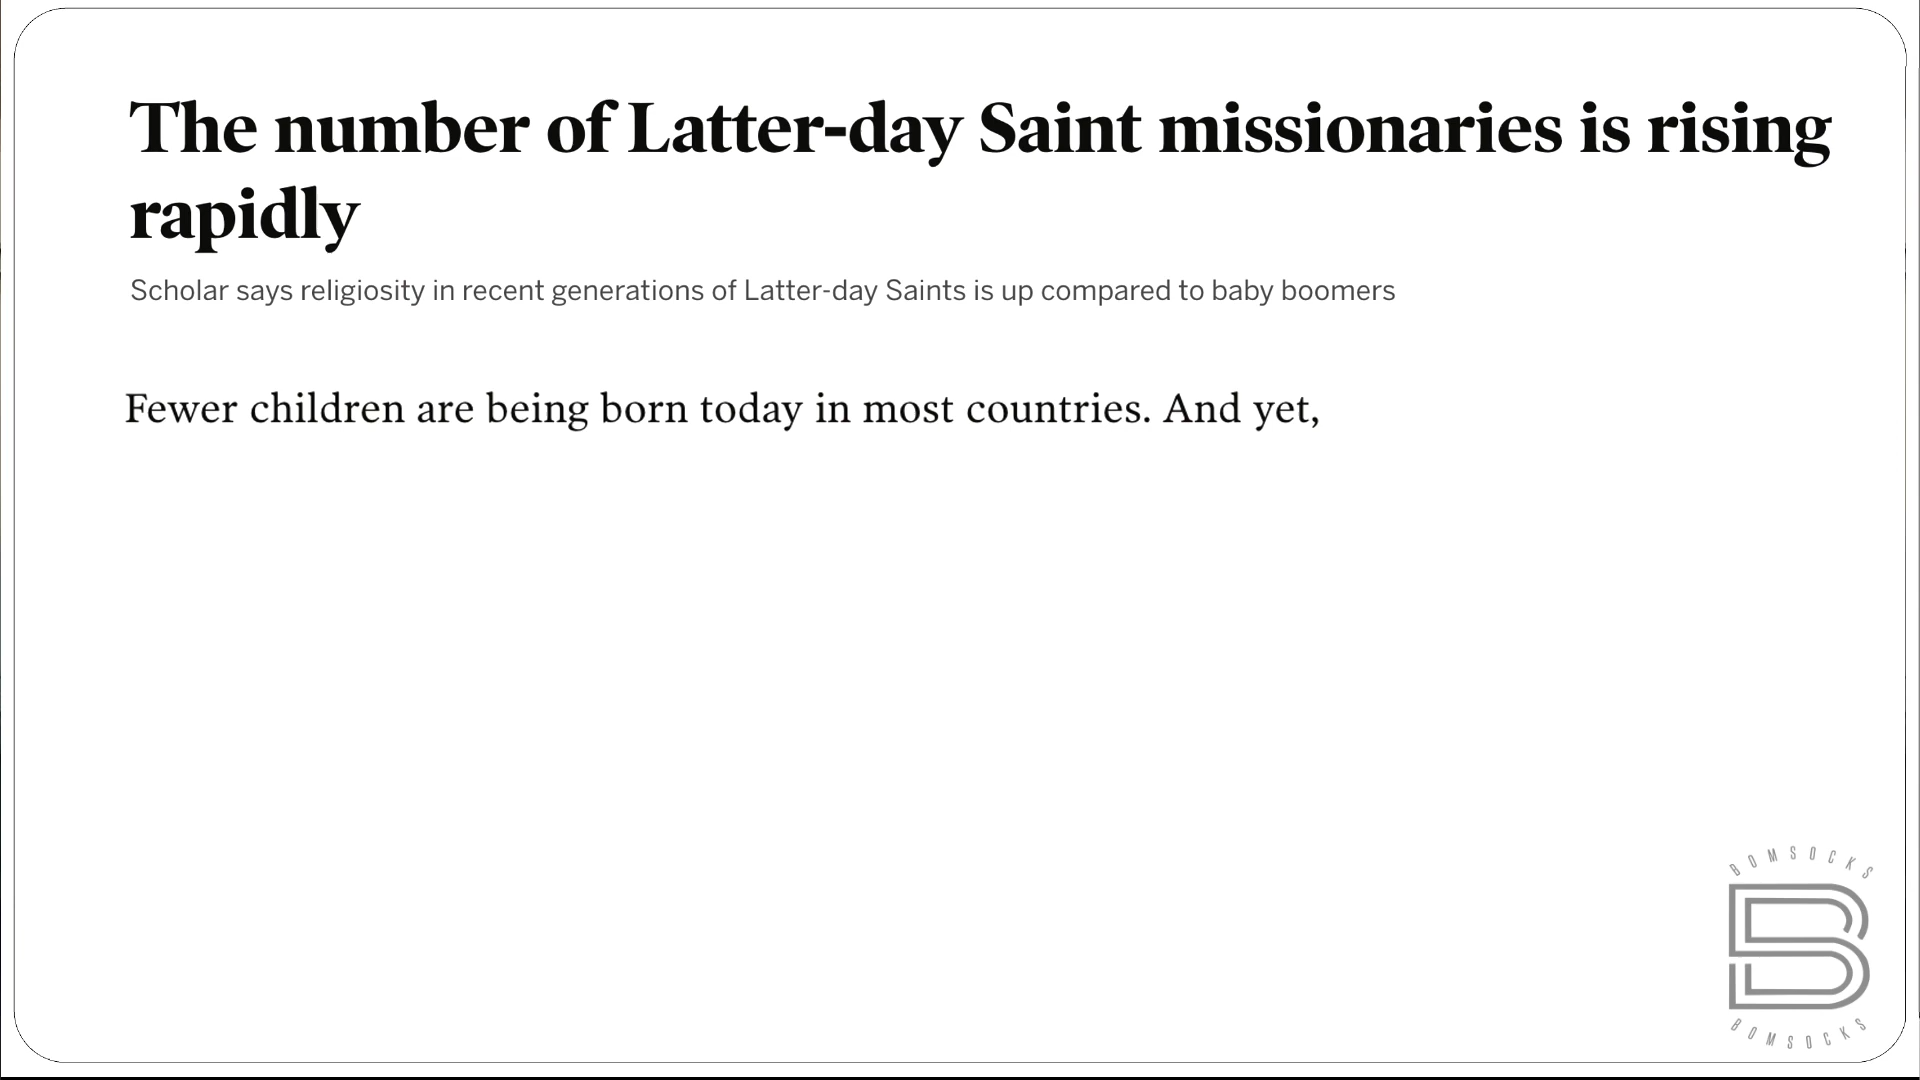 The number of Latter-day Saint missionaries is rising
rapidly
Scholar says religiosity in recent generations of Latter-day Saints is up compared to baby boomers
Fewer children are being born today in most countries. And yet,
BOMSOCKS
B
BOMSOCKS